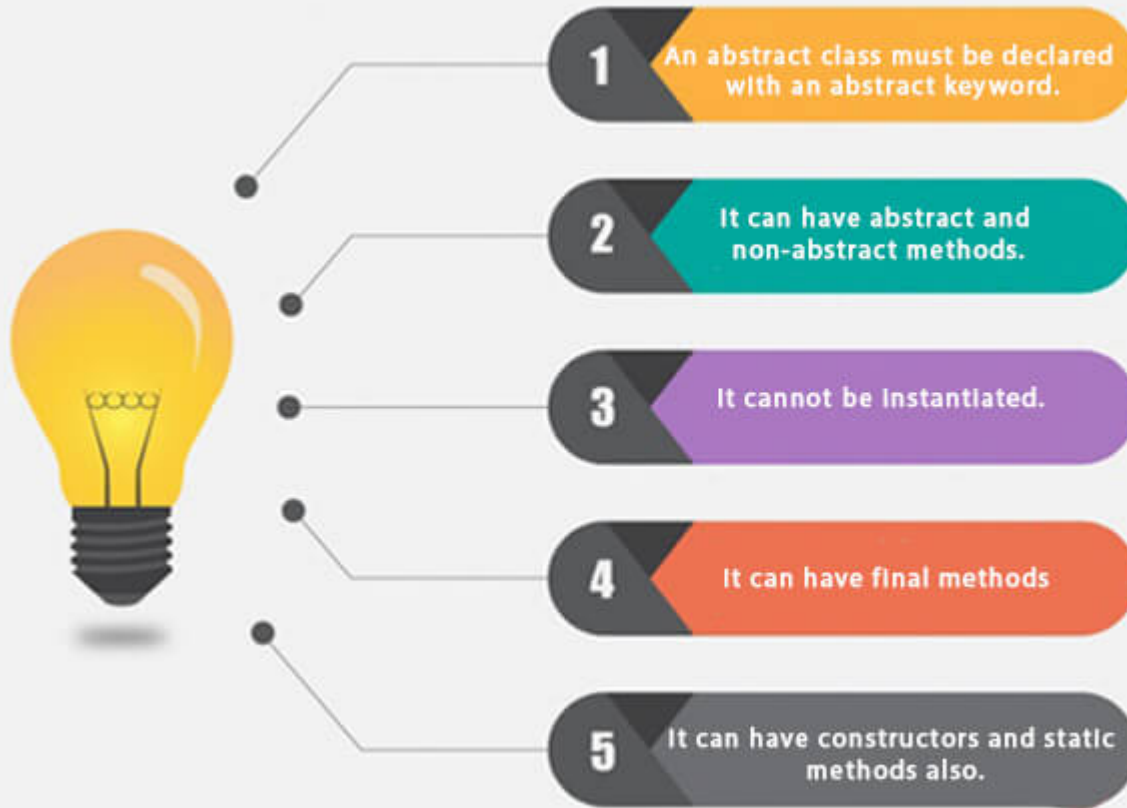 1
An abstract class must be declared
with an abstract keyword.
2
It can have abstract and
non-abstract methods.
3
It cannot be instantiated.
4
It can have final methods
5
It can have constructors and static
methods also.